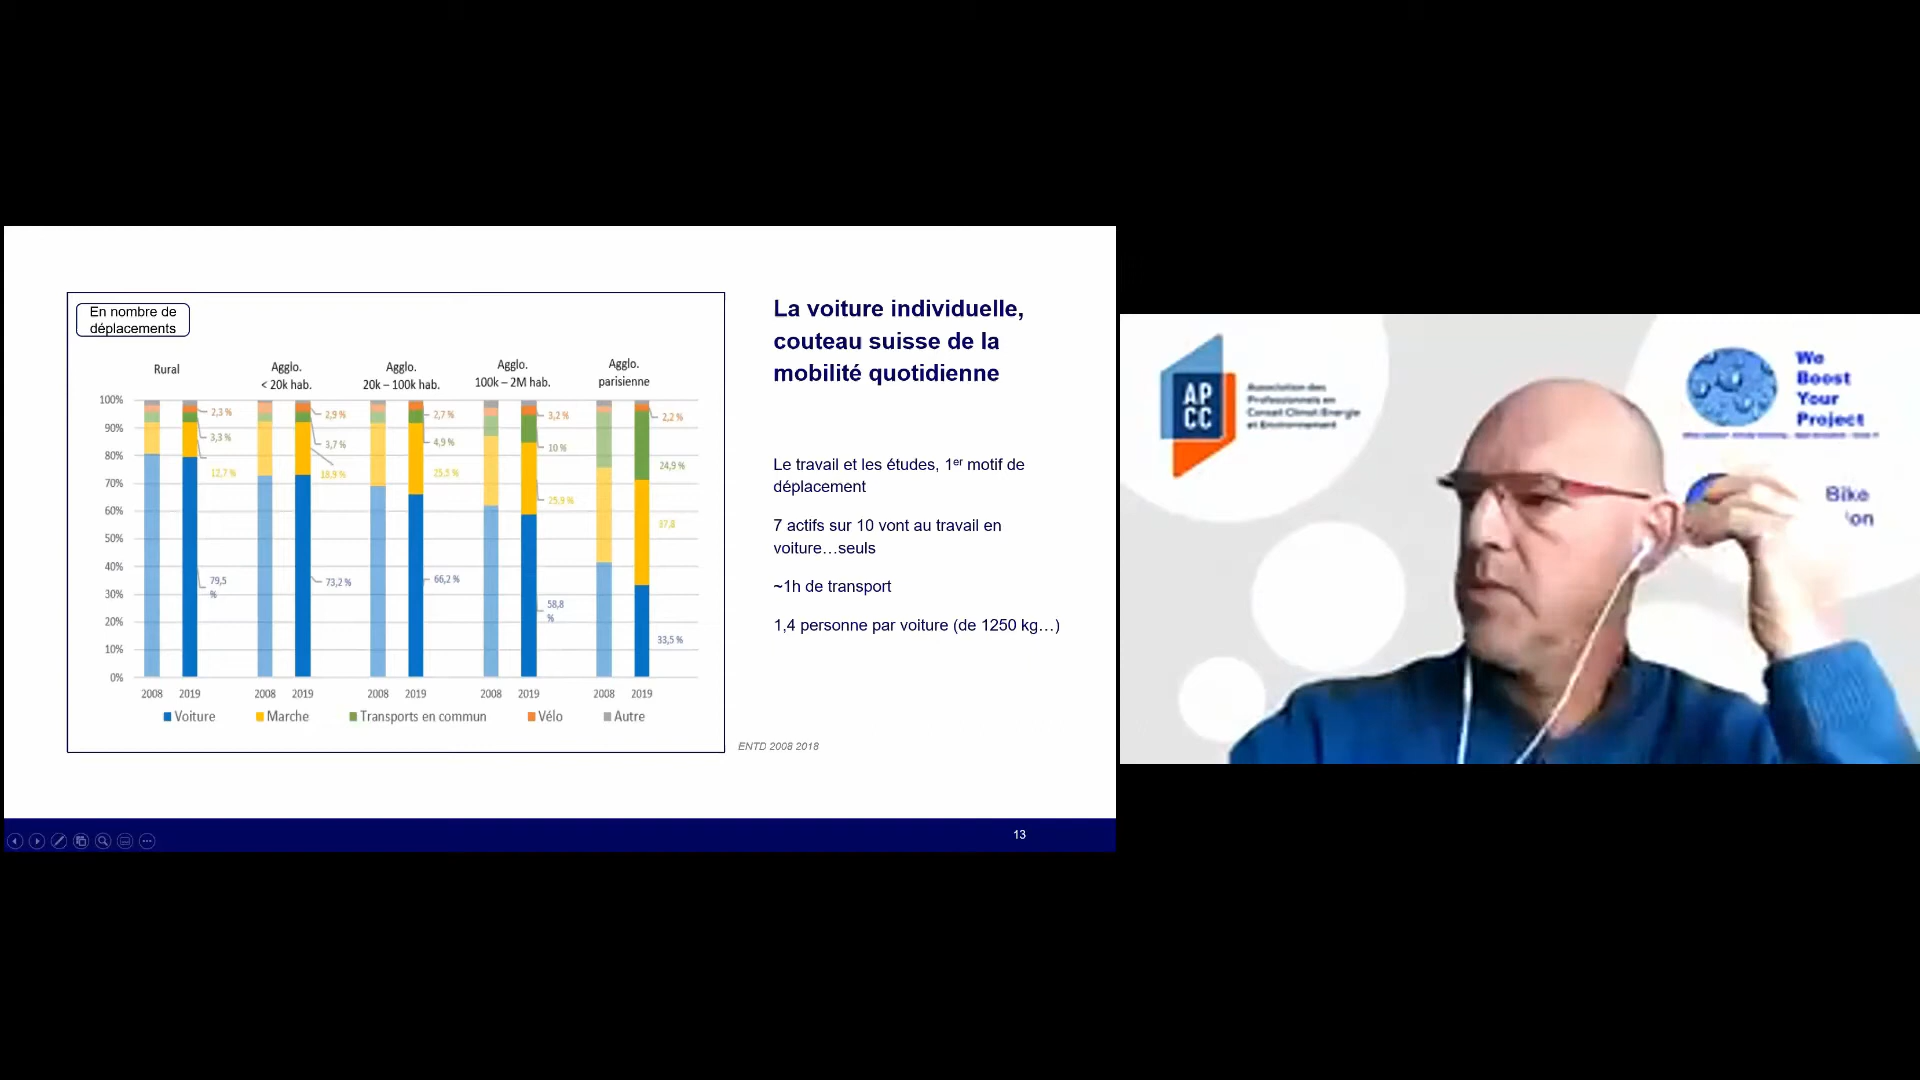 En nombre de
déplacements
Rural
Agglo.
< 20k hab.
Agglo.
20k – 100k hab.
Agglo.
100k – 2M hab.
Agglo.
parisienne
100%
90%
80%
70%
60%
50%
40%
30%
20%
10%
0%
2,3 %
3,3 %
12,7 %
79,5
%
2,9 %
3,7 %
18,9 %
73,2 %
2,7 %
4,9 %
25,5 %
66,2 %
3,2 %
10 %
25,9 %
58,8
%
2,2 %
24,9 %
37,8
33,5 %
2008 2019 2008 2019 2008 2019 2008 2019 2008 2019
Voiture Marche Transports en commun Vélo Autre
La voiture individuelle,
couteau suisse de la
mobilité quotidienne
Le travail et les études, 1er motif de
déplacement
7 actifs sur 10 vont au travail en
voiture…seuls
~1h de transport
1,4 personne par voiture (de 1250 kg…)
ENTD 2008 2018
13
AP
CC
Association des
Professionnels en
Conseil Climat Energie
et Environnement
We
Boost
Your
Project
Bike